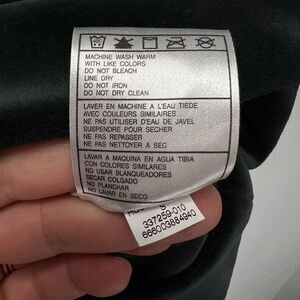 MACHINE WASH WARM
WITH LIKE COLORS
DO NOT BLEACH
LINE DRY
DO NOT IRON
DO NOT DRY CLEAN
LAVER EN MACHINE A L'EAU TIEDE
AVEC COULEURS SIMILAIRES
NE PAS UTILISER D'EAU DE JAVEL
SUSPENDRE POUR SECHER
NE PAS REPASSER
NE PAS NETTOYER A SEC
LAVAR A MAQUINA EN AGUA TIBIA
CON COLORES SIMILARES
NO USAR BLANQUEADORES
SECAR COLGADO
NO PLANCHAR
NO LAVAR EN SECO
S
337259-010
666003884940